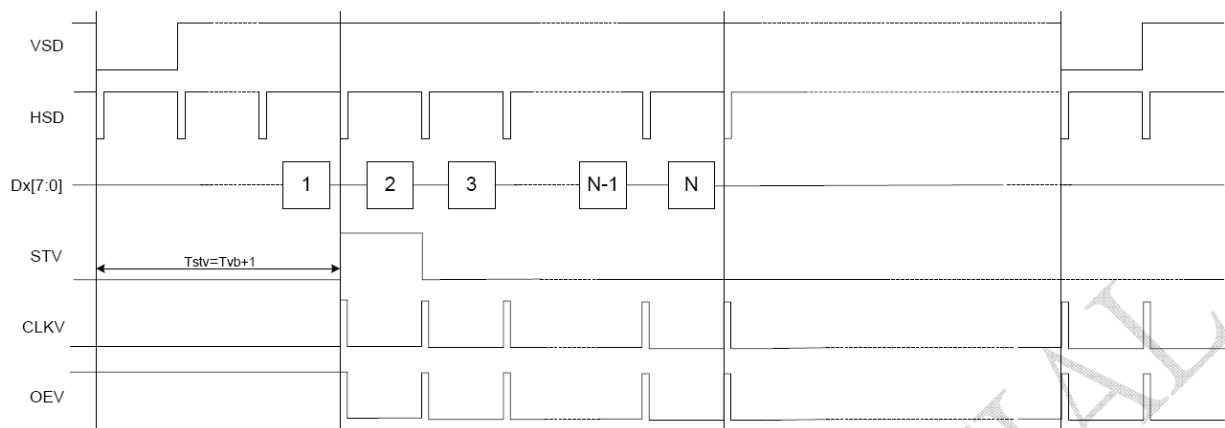 VSD
HSD
Dx[7:0]
1
2
3
N-1
N
STV
Tstv=Tvb+1
CLKV
OEV